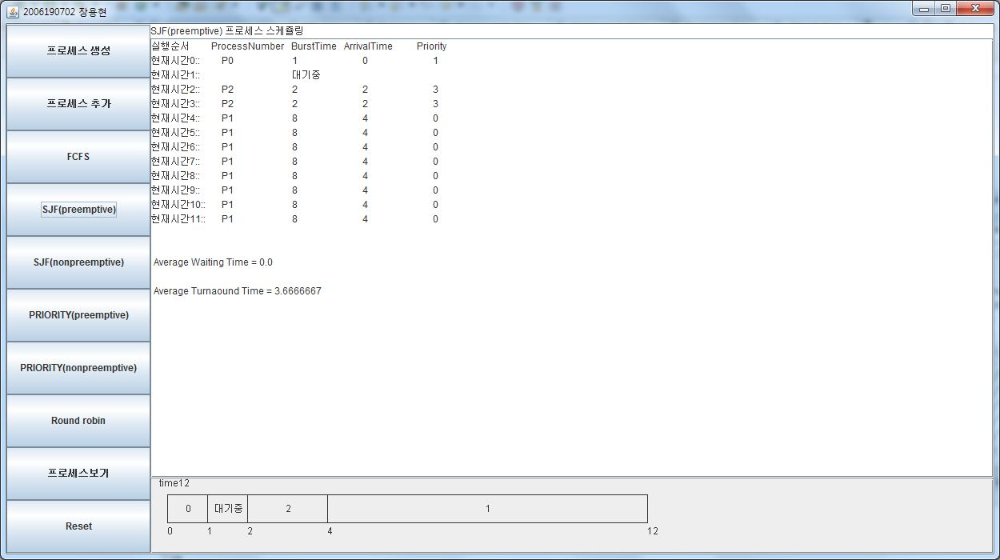 2006190702 장용현
프로세스 생성
프로세스 추가
FCFS
SJF(preemptive)
SJF(nonpreemptive)
PRIORITY(preemptive)
PRIORITY(nonpreemptive)
Round robin
프로세스보기
Reset
SJF(preemptive) 프로세스 스케쥴링
실행순서 ProcessNumber BurstTime ArrivalTime Priority
현재시간0:: P0 1 0 1
현재시간1:: 대기중
현재시간2:: P2 2 2 3
현재시간3:: P2 2 2 3
현재시간4:: P1 8 4 0
현재시간5:: P1 8 4 0
현재시간6:: P1 8 4 0
현재시간7:: P1 8 4 0
현재시간8:: P1 8 4 0
현재시간9:: P1 8 4 0
현재시간10:: P1 8 4 0
현재시간11:: P1 8 4 0
Average Waiting Time = 0.0
Average Turnaound Time = 3.6666667
time12
0 대기중 2 1
0 1 2 4 12